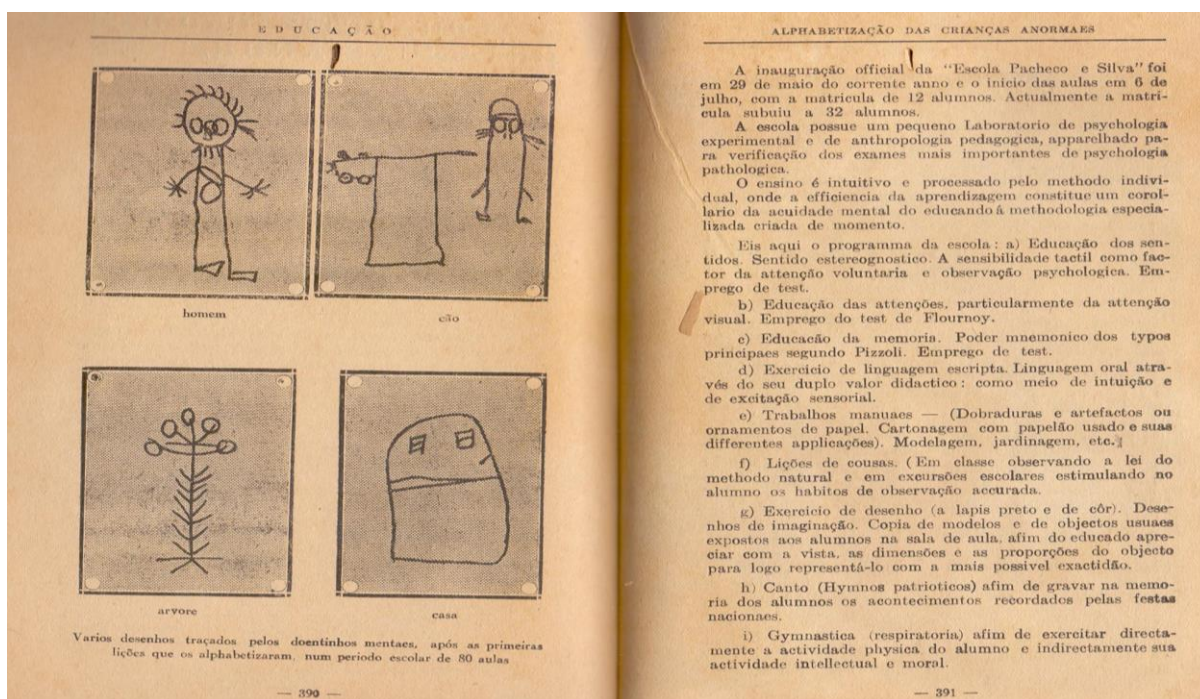 EDUCAÇÃO
homem
cão
arvore
casa
Varios desenhos traçados pelos doentinhos mentaes, após as primeiras
lições que os alphabetizaram, num periodo escolar de 80 aulas
— 390 —
ALPHABETIZAÇÃO DAS CRIANÇAS ANORMAES
A inauguração official da "Escola Pacheco e Silva" foi
em 29 de maio do corrente anno e o inicio das aulas em 6 de
julho, com a matricula de 12 alumnos. Actualmente a matri-
cula subuiu a 32 alumnos.
A escola possue um pequeno Laboratorio de psychologia
experimental e de anthropologia pedagogica, apparelhado pa-
ra verificação dos exames mais importantes de psychologia
pathologica.
O ensino é intuitivo e processado pelo methodo indivi-
dual, onde a efficiencia da aprendizagem constitue um corol-
lario da acuidade mental do educando á methodologia especia-
lizada criada de momento.
Eis aqui o programma da escola: a) Educação dos sen-
tidos. Sentido estereognostico. A sensibilidade tactil como fac-
tor da attenção voluntaria e observação psychologica. Em-
prego de test.
b) Educação das attenções, particularmente da attenção
visual. Emprego do test de Flournoy.
c) Educacão da memoria. Poder mnemonico dos typos
principaes segundo Pizzoli. Emprego de test.
d) Exercicio de linguagem escripta. Linguagem oral atra-
vés do seu duplo valor didactico: como meio de intuição e
de excitação sensorial.
e) Trabalhos manuaes — (Dobraduras e artefactos ou
ornamentos de papel. Cartonagem com papelão usado e suas
differentes applicações). Modelagem, jardinagem, etc.
f) Lições de cousas. (Em classe observando a lei do
methodo natural e em excursões escolares estimulando no
alumno os habitos de observação accurada.
g) Exercicio de desenho (a lapis preto e de côr). Dese-
nhos de imaginação. Copia de modelos e de objectos usuaes
expostos aos alumnos na sala de aula, afim do educado apre-
ciar com a vista, as dimensões e as proporções do objecto
para logo representá-lo com a mais possivel exactidão.
h) Canto (Hymnos patrioticos) afim de gravar na memo-
ria dos alumnos os acontecimentos recordados pelas festas
nacionaes.
i) Gymnastica (respiratoria) afim de exercitar directa-
mente a actividade physica do alumno e indirectamente sua
actividade intellectual e moral.
— 391 —